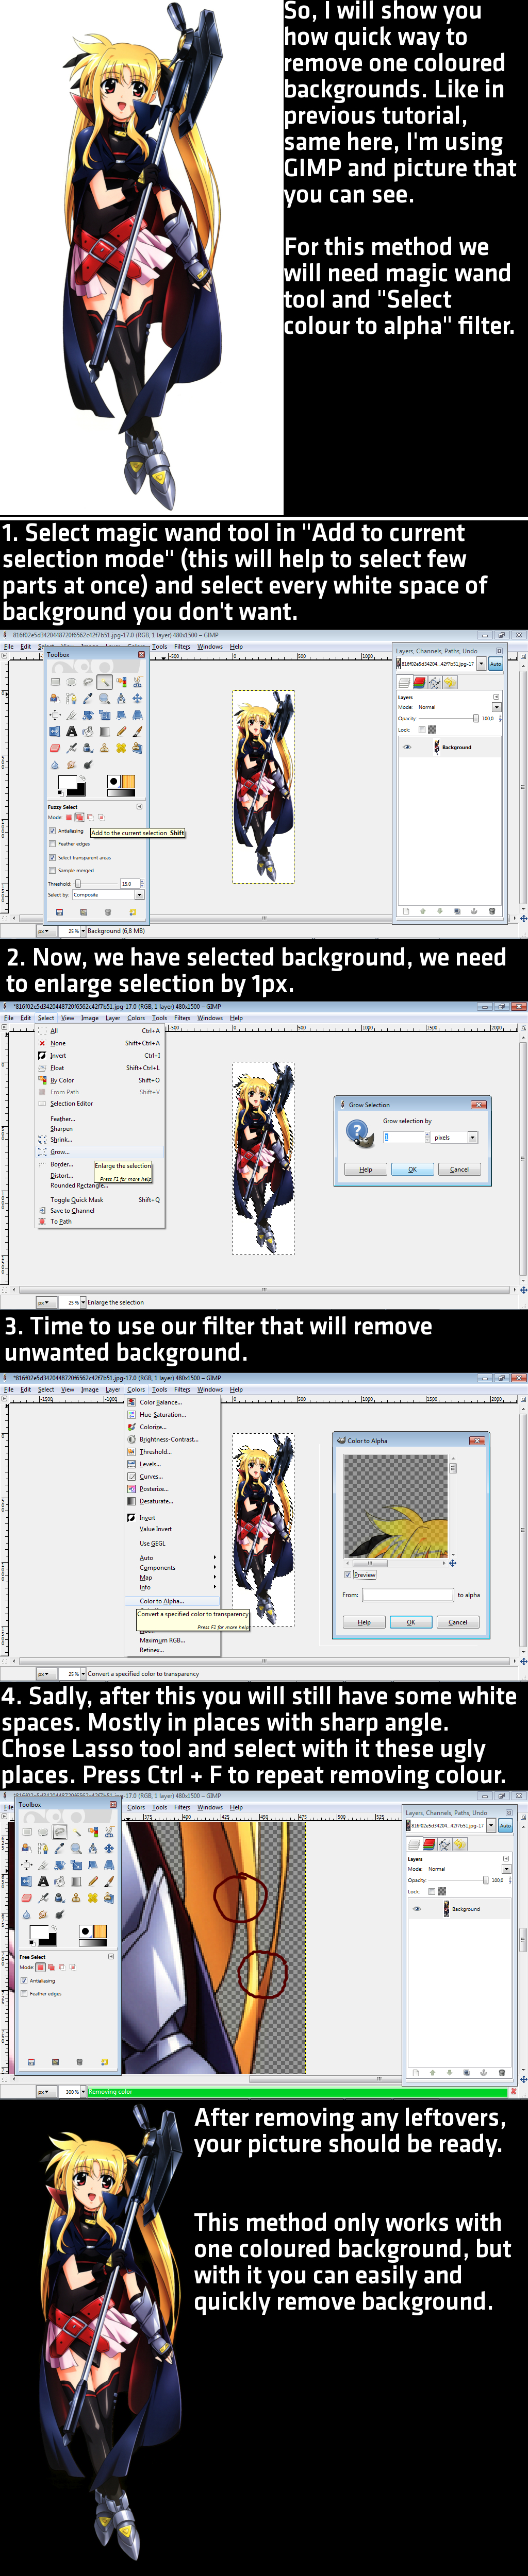 So, I will show you
how quick way to
remove one coloured
backgrounds. Like in
previous tutorial,
same here, I'm using
GIMP and picture that
you can see.
For this method we
will need magic wand
tool and "Select
colour to alpha" filter.
1. Select magic wand tool in "Add to current
selection mode" (this will help to select few
parts at once) and select every white space of
background you don't want.
816f02e5d3420448720f6562c42f7b51.jpg-17.0 (RGB, 1 layer) 480x1500 – GIMP
File Edit Select View Image Layer Colors Tools Filters Windows Help
Toolbox
Fuzzy Select
Mode:
Antialiasing
Add to the current selection Shift
Feather edges
Select transparent areas
Sample merged
Threshold: 15,0
Select by: Composite
Layers, Channels, Paths, Undo
816f02e5d34204...42f7b51.jpg-17 Auto
Layers
Mode: Normal
Opacity: 100,0
Lock:
Background
px 25 % Background (6,8 MB)
2. Now, we have selected background, we need
to enlarge selection by 1px.
*816f02e5d3420448720f6562c42f7b51.jpg-17.0 (RGB, 1 layer) 480x1500 – GIMP
File Edit Select View Image Layer Colors Tools Filters Windows Help
All Ctrl+A
None Shift+Ctrl+A
Invert Ctrl+I
Float Shift+Ctrl+L
By Color Shift+O
From Path Shift+V
Selection Editor
Feather...
Sharpen
Shrink...
Grow...
Border...
Enlarge the selection
Distort...
Press F1 for more help
Rounded Rectangle...
Toggle Quick Mask Shift+Q
Save to Channel
To Path
Grow Selection
Grow selection by
1 pixels
Help OK Cancel
px 25 % Enlarge the selection
3. Time to use our filter that will remove
unwanted background.
*816f02e5d3420448720f6562c42f7b51.jpg-17.0 (RGB, 1 layer) 480x1500 – GIMP
File Edit Select View Image Layer Colors Tools Filters Windows Help
Color Balance...
Hue-Saturation...
Colorize...
Brightness-Contrast...
Threshold...
Levels...
Curves...
Posterize...
Desaturate...
Invert
Value Invert
Use GEGL
Auto
Components
Map
Info
Color to Alpha...
Convert a specified color to transparency
Press F1 for more help
Maximum RGB...
Retinex...
Color to Alpha
Preview
From: to alpha
Help OK Cancel
px 25 % Convert a specified color to transparency
4. Sadly, after this you will still have some white
spaces. Mostly in places with sharp angle.
Chose Lasso tool and select with it these ugly
places. Press Ctrl + F to repeat removing colour.
Toolbox
Colors Tools Filters Windows Help
Free Select
Mode:
Antialiasing
Feather edges
Layers, Channels, Paths, Undo
816f02e5d34204...42f7b51.jpg-17 Auto
Layers
Mode: Normal
Opacity: 100,0
Lock:
Background
px 300 % Removing color
After removing any leftovers,
your picture should be ready.
This method only works with
one coloured background, but
with it you can easily and
quickly remove background.